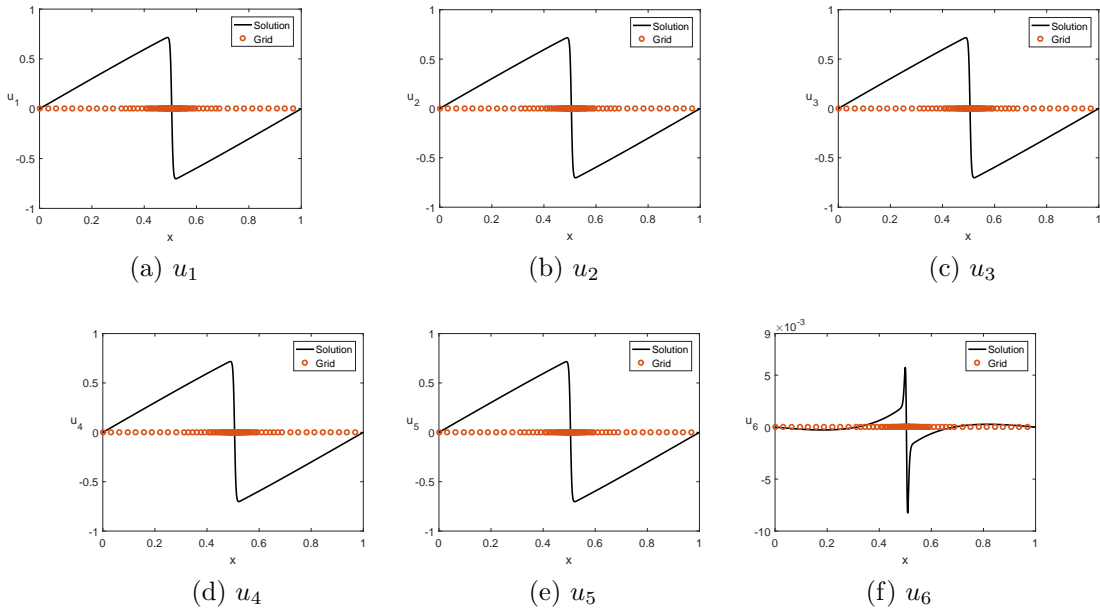 1
0.5
0
-0.5
-1
u1
0
0.2
0.4
0.6
0.8
1
x
Solution
Grid
(a) u1
1
0.5
0
-0.5
-1
u2
0
0.2
0.4
0.6
0.8
1
x
Solution
Grid
(b) u2
1
0.5
0
-0.5
-1
u3
0
0.2
0.4
0.6
0.8
1
x
Solution
Grid
(c) u3
1
0.5
0
-0.5
-1
u4
0
0.2
0.4
0.6
0.8
1
x
Solution
Grid
(d) u4
1
0.5
0
-0.5
-1
u5
0
0.2
0.4
0.6
0.8
1
x
Solution
Grid
(e) u5
×10-3
9
5
0
-5
-10
u6
0
0.2
0.4
0.6
0.8
1
x
Solution
Grid
(f) u6